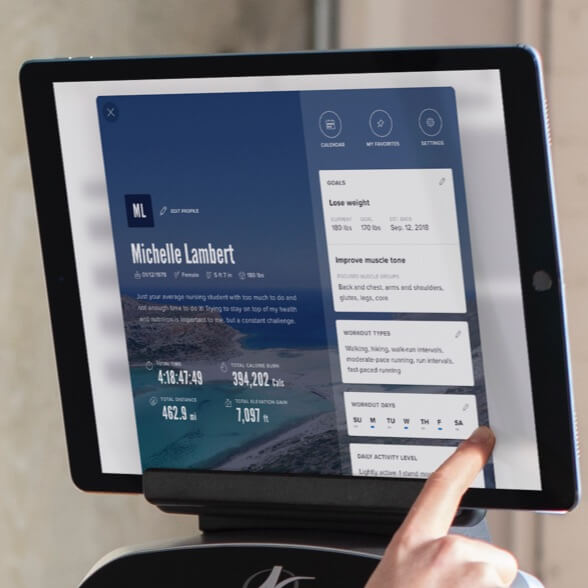 CALENDAR
MY FAVORITES
SETTINGS
ML
EDIT PROFILE
Michelle Lambert
01/12/1978 Female 5 ft 7 in 180 lbs
Just your average nursing student with too much to do and
not enough time to do it! Trying to stay on top of my health
and nutrition is important to me, but a constant challenge.
TOTAL TIME
4:18:47:49
TOTAL CALORIE BURN
394,202 Cals
TOTAL DISTANCE
462.9 mi
TOTAL ELEVATION GAIN
7,097 ft
GOALS
Lose weight
CURRENT GOAL EST. DATE
180 lbs 170 lbs Sep. 12, 2018
Improve muscle tone
FOCUSED MUSCLE GROUPS
Back and chest, arms and shoulders,
glutes, legs, core
WORKOUT TYPES
Walking, hiking, walk-run intervals,
moderate-pace running, run intervals,
fast-paced running
WORKOUT DAYS
SU M TU W TH F SA
DAILY ACTIVITY LEVEL
Lightly active: I stand